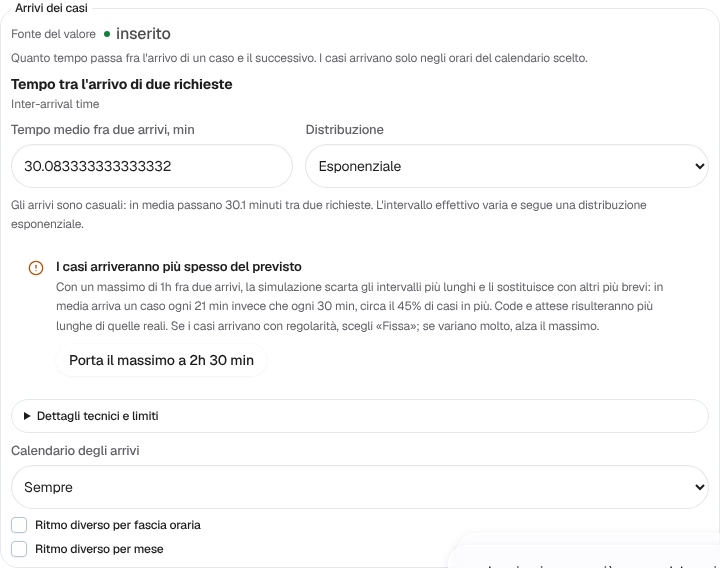 Arrivi dei casi
Fonte del valore ● inserito
Quanto tempo passa fra l'arrivo di un caso e il successivo. I casi arrivano solo negli orari del calendario scelto.
Tempo tra l'arrivo di due richieste
Inter-arrival time
Tempo medio fra due arrivi, min
Distribuzione
30.083333333333332
Esponenziale
Gli arrivi sono casuali: in media passano 30.1 minuti tra due richieste. L'intervallo effettivo varia e segue una distribuzione
esponenziale.
I casi arriveranno più spesso del previsto
Con un massimo di 1h fra due arrivi, la simulazione scarta gli intervalli più lunghi e li sostituisce con altri più brevi: in
media arriva un caso ogni 21 min invece che ogni 30 min, circa il 45% di casi in più. Code e attese risulteranno più
lunghe di quelle reali. Se i casi arrivano con regolarità, scegli «Fissa»; se variano molto, alza il massimo.
Porta il massimo a 2h 30 min
Dettagli tecnici e limiti
Calendario degli arrivi
Sempre
Ritmo diverso per fascia oraria
Ritmo diverso per mese